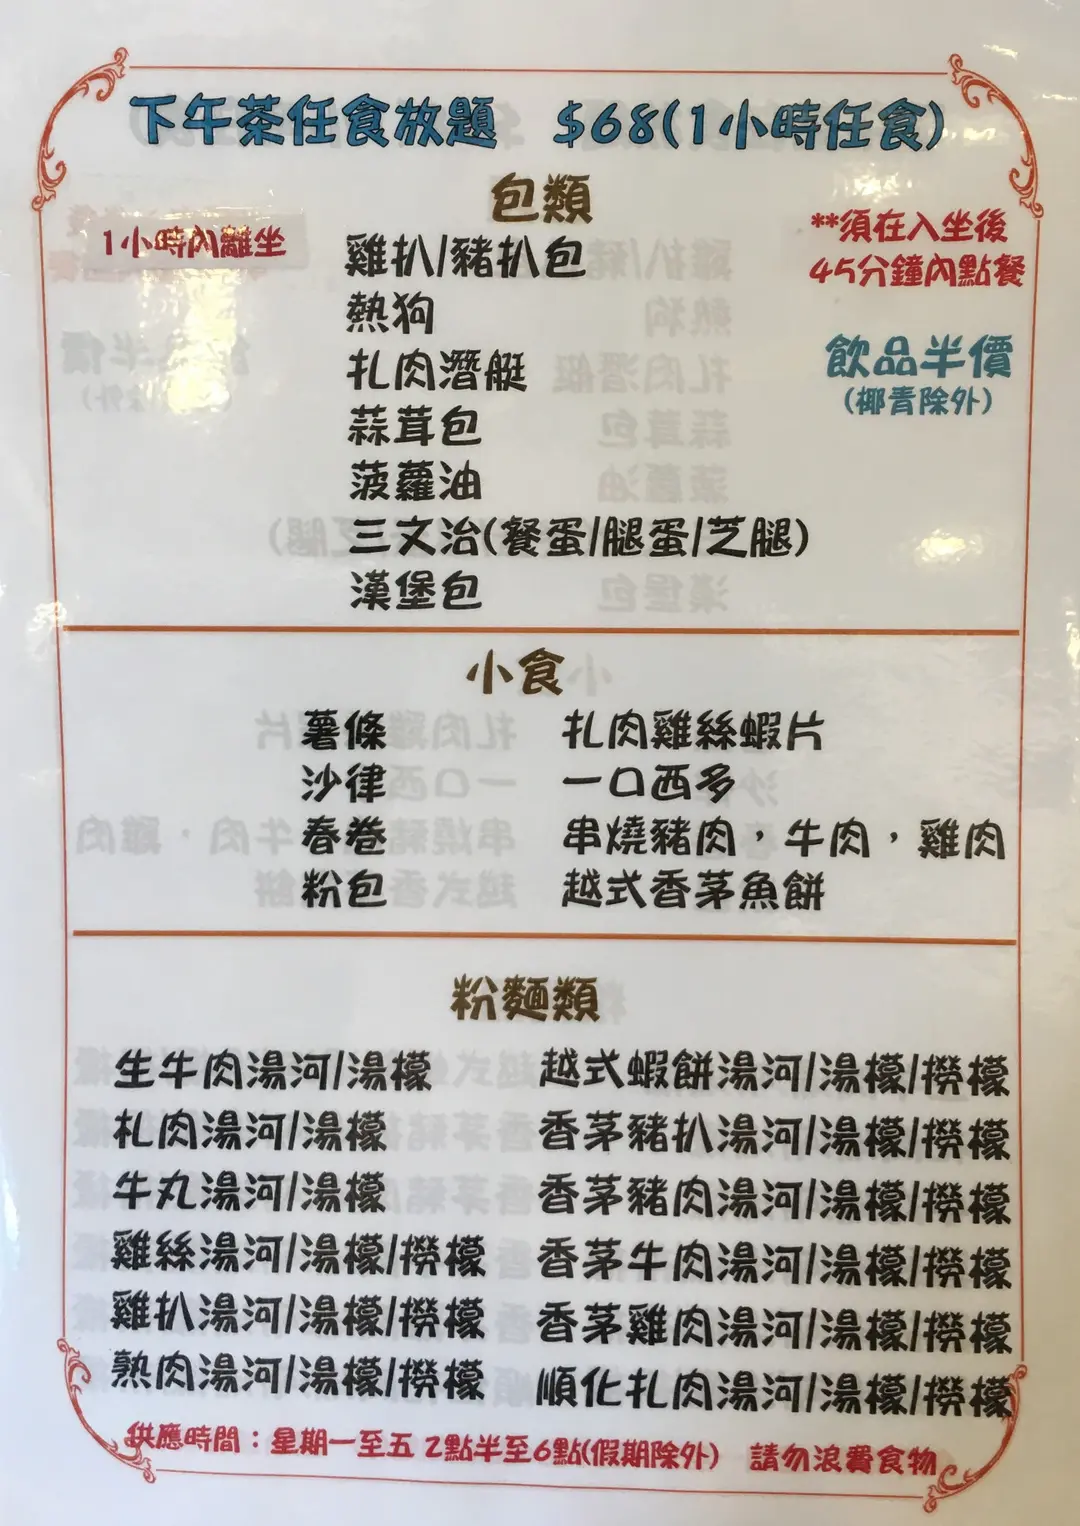 下午茶任食放題 $68(1小時任食)
包類
1小時內離坐
**須在入坐後
45分鐘內點餐
飲品半價
(椰青除外)
雞扒/豬扒包
熱狗
扎肉潛艇
蒜茸包
菠蘿油
三文治(餐蛋/腿蛋/芝腿)
漢堡包
小食
薯條 扎肉雞絲蝦片
沙律 一口西多
春卷 串燒豬肉，牛肉，雞肉
粉包 越式香茅魚餅
粉麵類
生牛肉湯河/湯檬 越式蝦餅湯河/湯檬/撈檬
扎肉湯河/湯檬 香茅豬扒湯河/湯檬/撈檬
牛丸湯河/湯檬 香茅豬肉湯河/湯檬/撈檬
雞絲湯河/湯檬/撈檬 香茅牛肉湯河/湯檬/撈檬
雞扒湯河/湯檬/撈檬 香茅雞肉湯河/湯檬/撈檬
熟肉湯河/湯檬/撈檬 順化扎肉湯河/湯檬/撈檬
供應時間：星期一至五 2點半至6點(假期除外) 請勿浪費食物